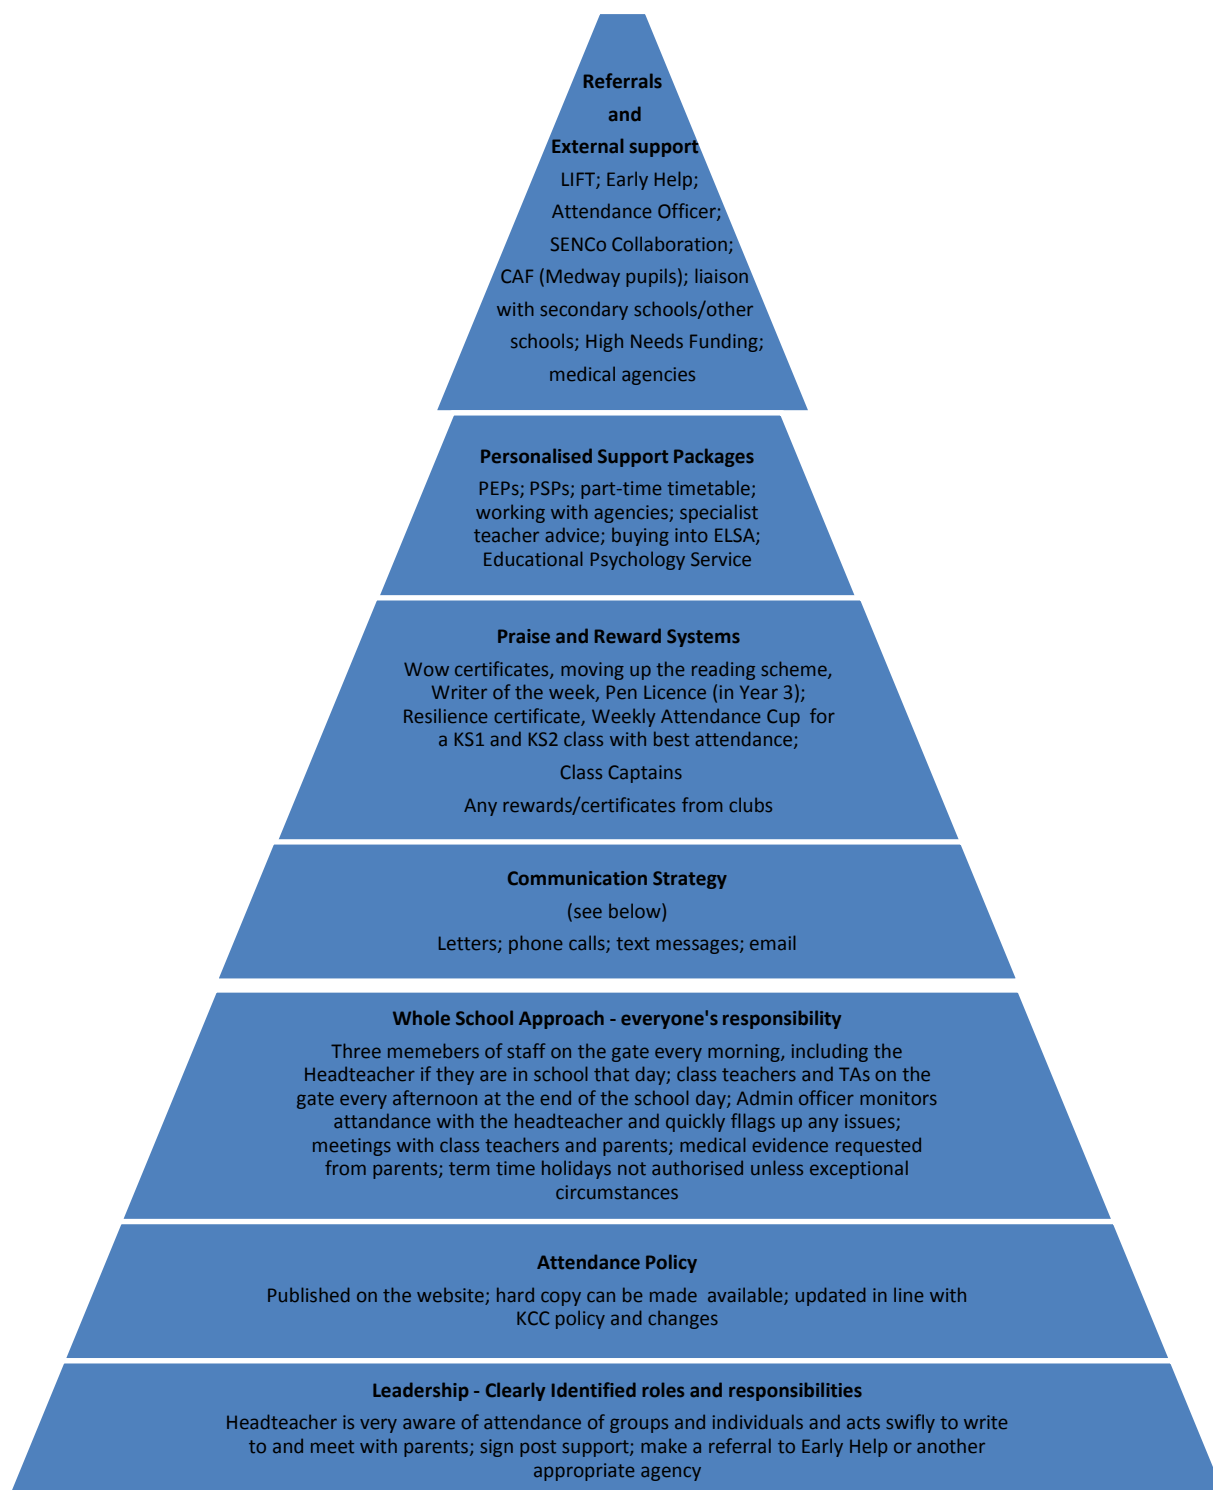 Referrals
and
External support
LIFT; Early Help;
Attendance Officer;
SENCo Collaboration;
CAF (Medway pupils); liaison
with secondary schools/other
schools; High Needs Funding;
medical agencies
Personalised Support Packages
PEPs; PSPs; part-time timetable;
working with agencies; specialist
teacher advice; buying into ELSA;
Educational Psychology Service
Praise and Reward Systems
Wow certificates, moving up the reading scheme,
Writer of the week, Pen Licence (in Year 3);
Resilience certificate, Weekly Attendance Cup for
a KS1 and KS2 class with best attendance;
Class Captains
Any rewards/certificates from clubs
Communication Strategy
(see below)
Letters; phone calls; text messages; email
Whole School Approach - everyone's responsibility
Three memebers of staff on the gate every morning, including the
Headteacher if they are in school that day; class teachers and TAs on the
gate every afternoon at the end of the school day; Admin officer monitors
attandance with the headteacher and quickly fllags up any issues;
meetings with class teachers and parents; medical evidence requested
from parents; term time holidays not authorised unless exceptional
circumstances
Attendance Policy
Published on the website; hard copy can be made available; updated in line with
KCC policy and changes
Leadership - Clearly Identified roles and responsibilities
Headteacher is very aware of attendance of groups and individuals and acts swifly to write
to and meet with parents; sign post support; make a referral to Early Help or another
appropriate agency